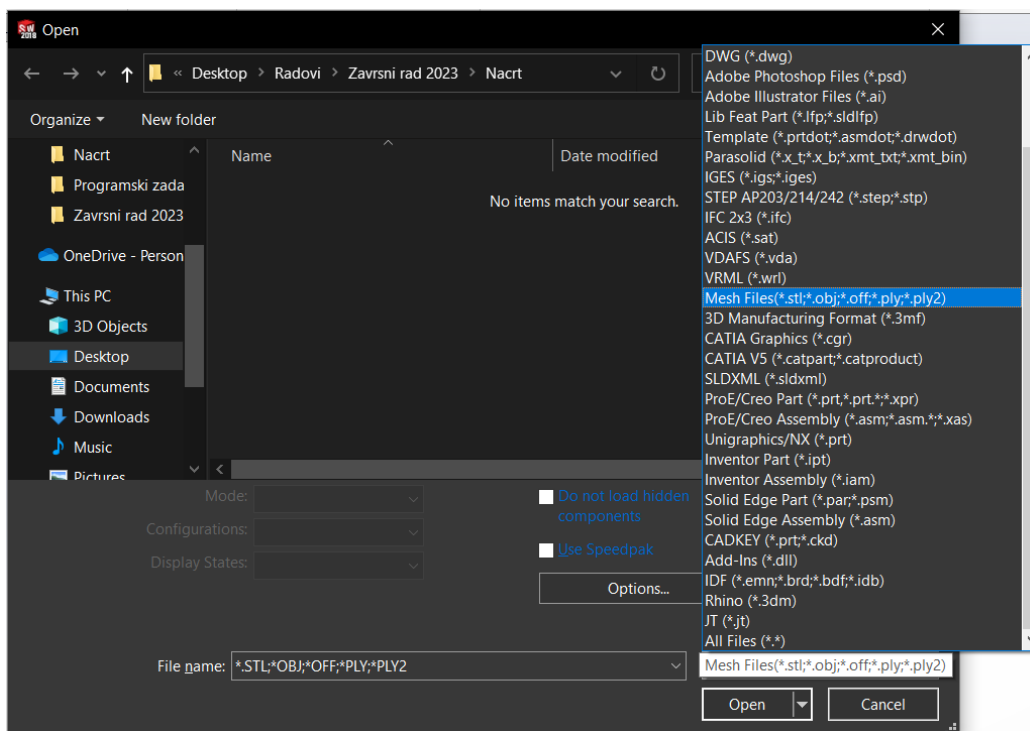 SW
2018
Open
« Desktop > Radovi > Zavrsni rad 2023 > Nacrt
Organize
New folder
Nacrt
Programski zada
Zavrsni rad 2023
OneDrive - Person
This PC
3D Objects
Desktop
Documents
Downloads
Music
Pictures
Name
Date modified
No items match your search.
Mode:
Configurations:
Display States:
Do not load hidden
components
Use Speedpak
Options...
File name:
*.STL;*OBJ;*OFF;*PLY;*PLY2
DWG (*.dwg)
Adobe Photoshop Files (*.psd)
Adobe Illustrator Files (*.ai)
Lib Feat Part (*.lfp;*.sldlfp)
Template (*.prtdot;*.asmdot;*.drwdot)
Parasolid (*.x_t;*.x_b;*.xmt_txt;*.xmt_bin)
IGES (*.igs;*.iges)
STEP AP203/214/242 (*.step;*.stp)
IFC 2x3 (*.ifc)
ACIS (*.sat)
VDAFS (*.vda)
VRML (*.wrl)
Mesh Files(*.stl;*.obj;*.off;*.ply;*.ply2)
3D Manufacturing Format (*.3mf)
CATIA Graphics (*.cgr)
CATIA V5 (*.catpart;*.catproduct)
SLDXML (*.sldxml)
ProE/Creo Part (*.prt,*.prt.*;*.xpr)
ProE/Creo Assembly (*.asm;*.asm.*;*.xas)
Unigraphics/NX (*.prt)
Inventor Part (*.ipt)
Inventor Assembly (*.iam)
Solid Edge Part (*.par;*.psm)
Solid Edge Assembly (*.asm)
CADKEY (*.prt;*.ckd)
Add-Ins (*.dll)
IDF (*.emn;*.brd;*.bdf;*.idb)
Rhino (*.3dm)
JT (*.jt)
All Files (*.*)
Mesh Files(*.stl;*.obj;*.off;*.ply;*.ply2)
Open
Cancel